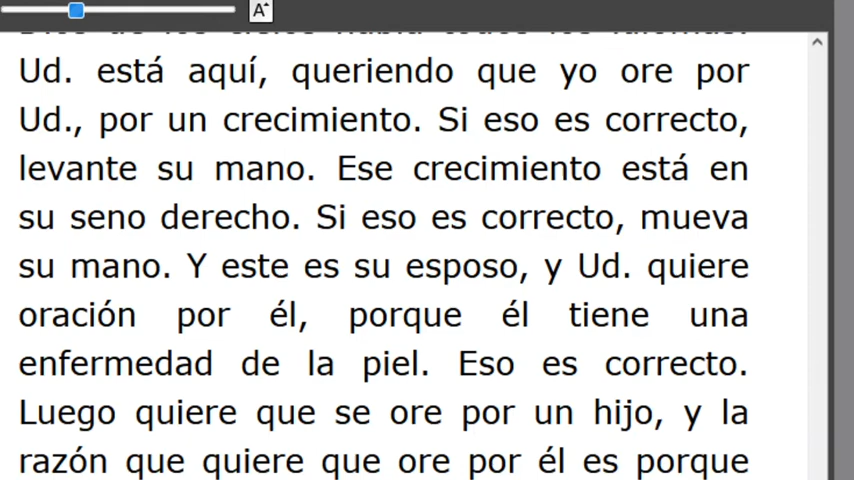 A
Ud. está aquí, queriendo que yo ore por
Ud., por un crecimiento. Si eso es correcto,
levante su mano. Ese crecimiento está en
su seno derecho. Si eso es correcto, mueva
su mano. Y este es su esposo, y Ud. quiere
oración por él, porque él tiene una
enfermedad de la piel. Eso es correcto.
Luego quiere que se ore por un hijo, y la
razón que quiere que ore por él es porque